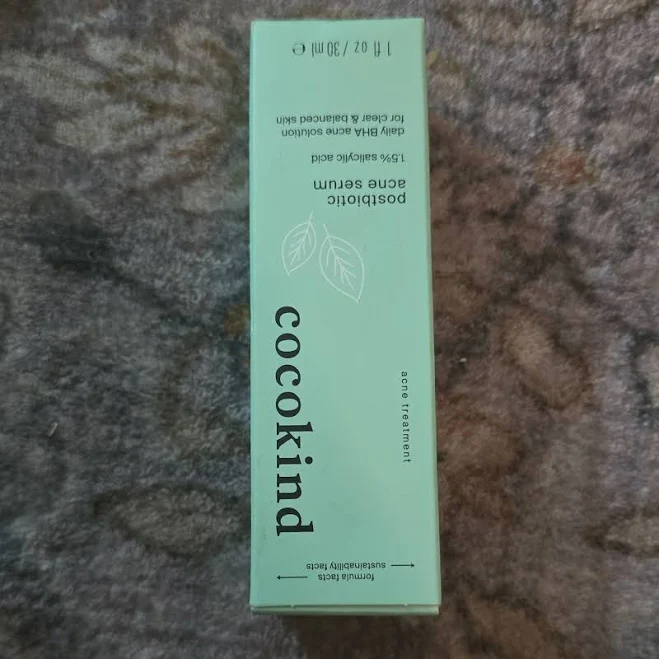 formula facts
sustainability facts
cocokind
acne treatment
postbiotic
acne serum
1.5% salicylic acid
daily BHA acne solution
for clear & balanced skin
1 fl oz / 30 ml ℮